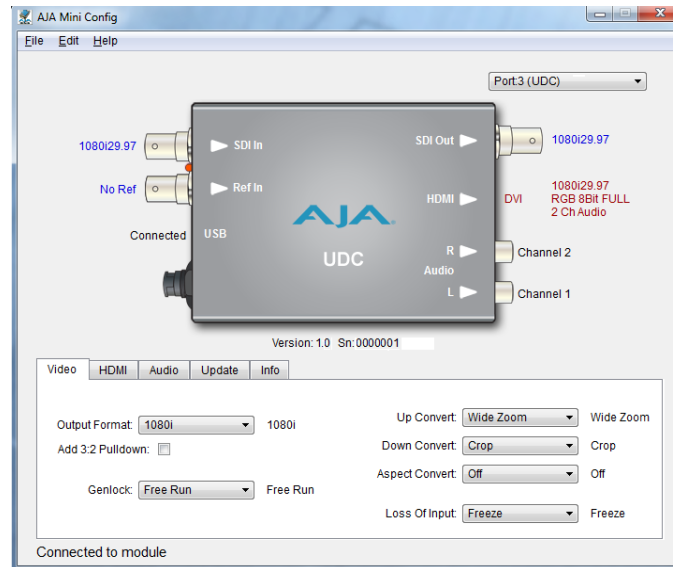 AJA Mini Config
File Edit Help
Port:3 (UDC)
1080i29.97
SDI In
SDI Out
1080i29.97
No Ref
Ref In
HDMI
DVI
1080i29.97
RGB 8Bit FULL
2 Ch Audio
Connected
USB
AJA
UDC
R
Audio
L
Channel 2
Channel 1
Version: 1.0 Sn:0000001
Video HDMI Audio Update Info
Output Format: 1080i 1080i
Up Convert: Wide Zoom Wide Zoom
Add 3:2 Pulldown:
Down Convert: Crop Crop
Aspect Convert: Off Off
Genlock: Free Run Free Run
Loss Of Input: Freeze Freeze
Connected to module